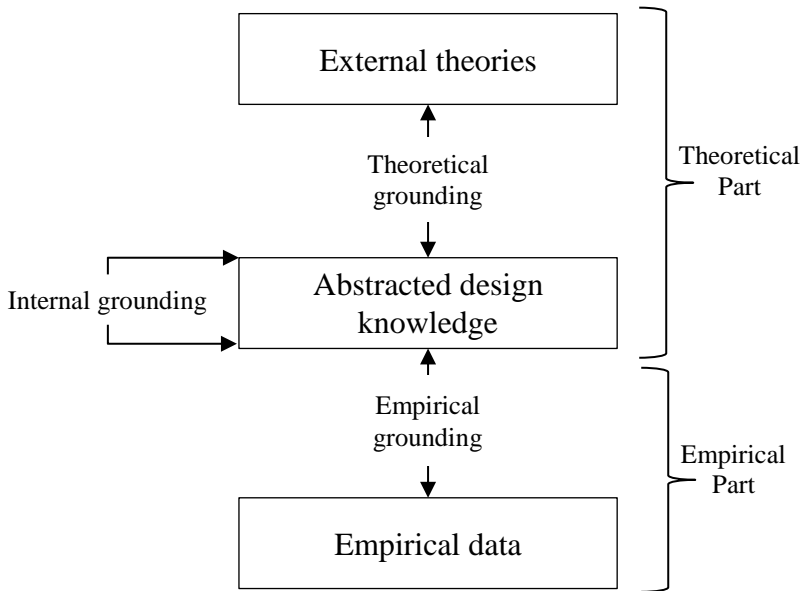 External theories
Theoretical
grounding
Theoretical
Part
Abstracted design
knowledge
Internal grounding
Empirical
grounding
Empirical
Part
Empirical data